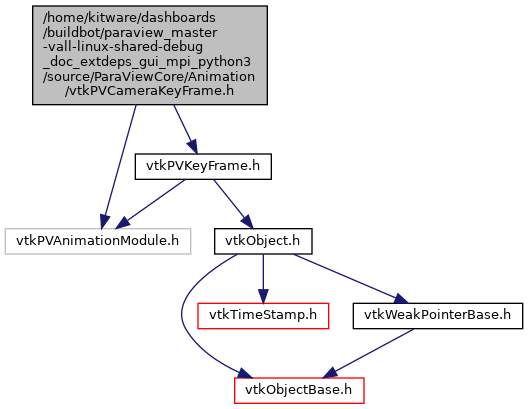 /home/kitware/dashboards
/buildbot/paraview_master
-vall-linux-shared-debug
_doc_extdeps_gui_mpi_python3
/source/ParaViewCore/Animation
/vtkPVCameraKeyFrame.h
vtkPVKeyFrame.h
vtkPVAnimationModule.h
vtkObject.h
vtkTimeStamp.h
vtkWeakPointerBase.h
vtkObjectBase.h